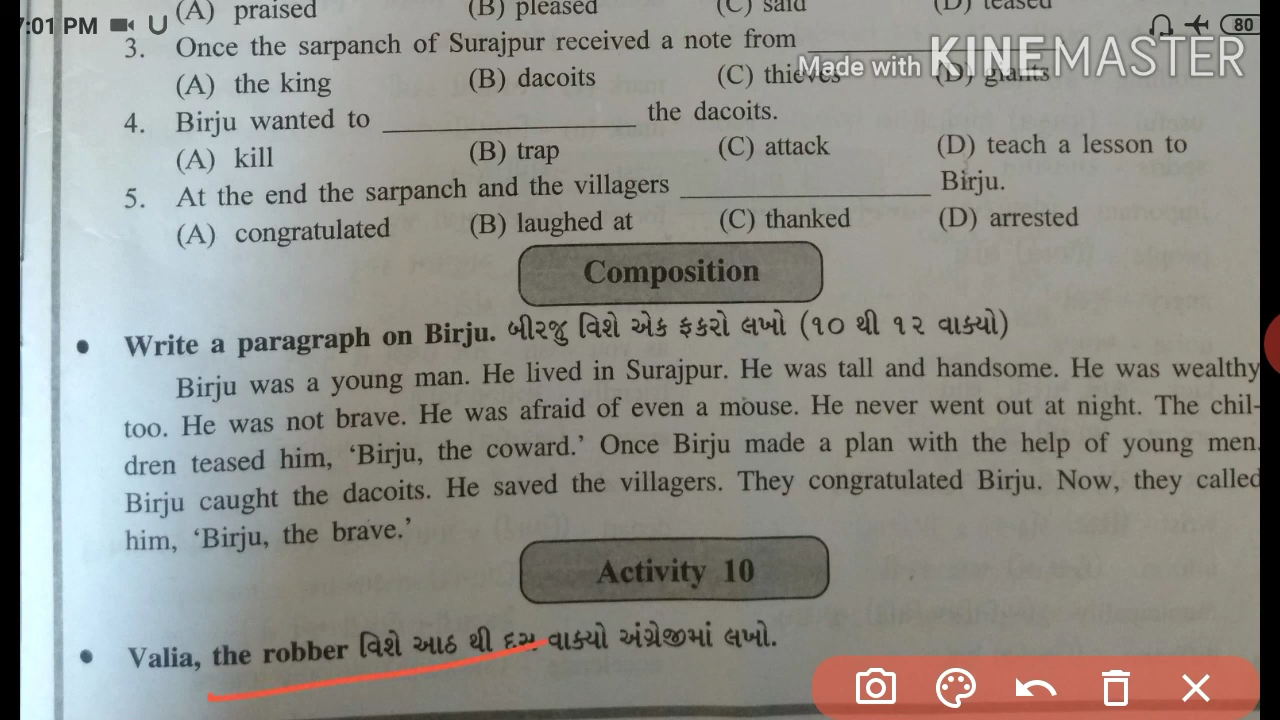 7:01 PM
80
Made with KINEMASTER
(A) praised (B) pleased (C) said (D) teased
3. Once the sarpanch of Surajpur received a note from
(A) the king (B) dacoits (C) thieves (D) giants
4. Birju wanted to ____________ the dacoits.
(A) kill (B) trap (C) attack (D) teach a lesson to
5. At the end the sarpanch and the villagers ____________ Birju.
(A) congratulated (B) laughed at (C) thanked (D) arrested
Composition
• Write a paragraph on Birju. બીરજુ વિશે એક ફકરો લખો (૧૦ થી ૧૨ વાક્યો)
Birju was a young man. He lived in Surajpur. He was tall and handsome. He was wealthy
too. He was not brave. He was afraid of even a mouse. He never went out at night. The chil-
dren teased him, ‘Birju, the coward.’ Once Birju made a plan with the help of young men.
Birju caught the dacoits. He saved the villagers. They congratulated Birju. Now, they called
him, ‘Birju, the brave.’
Activity 10
• Valia, the robber વિશે આઠ થી દસ વાક્યો અંગ્રેજીમાં લખો.